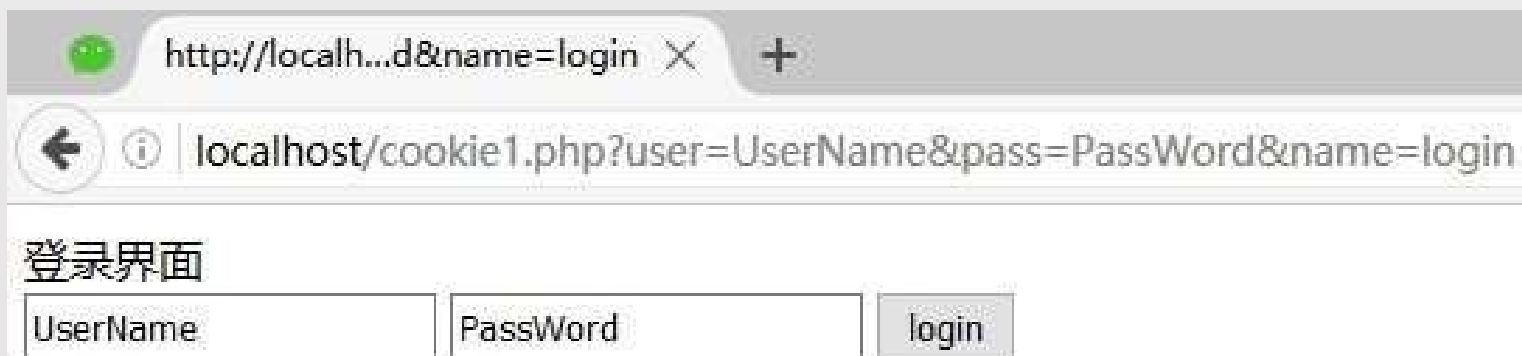 http://localh...d&name=login
localhost/cookie1.php?user=UserName&pass=PassWord&name=login
登录界面
UserName PassWord login